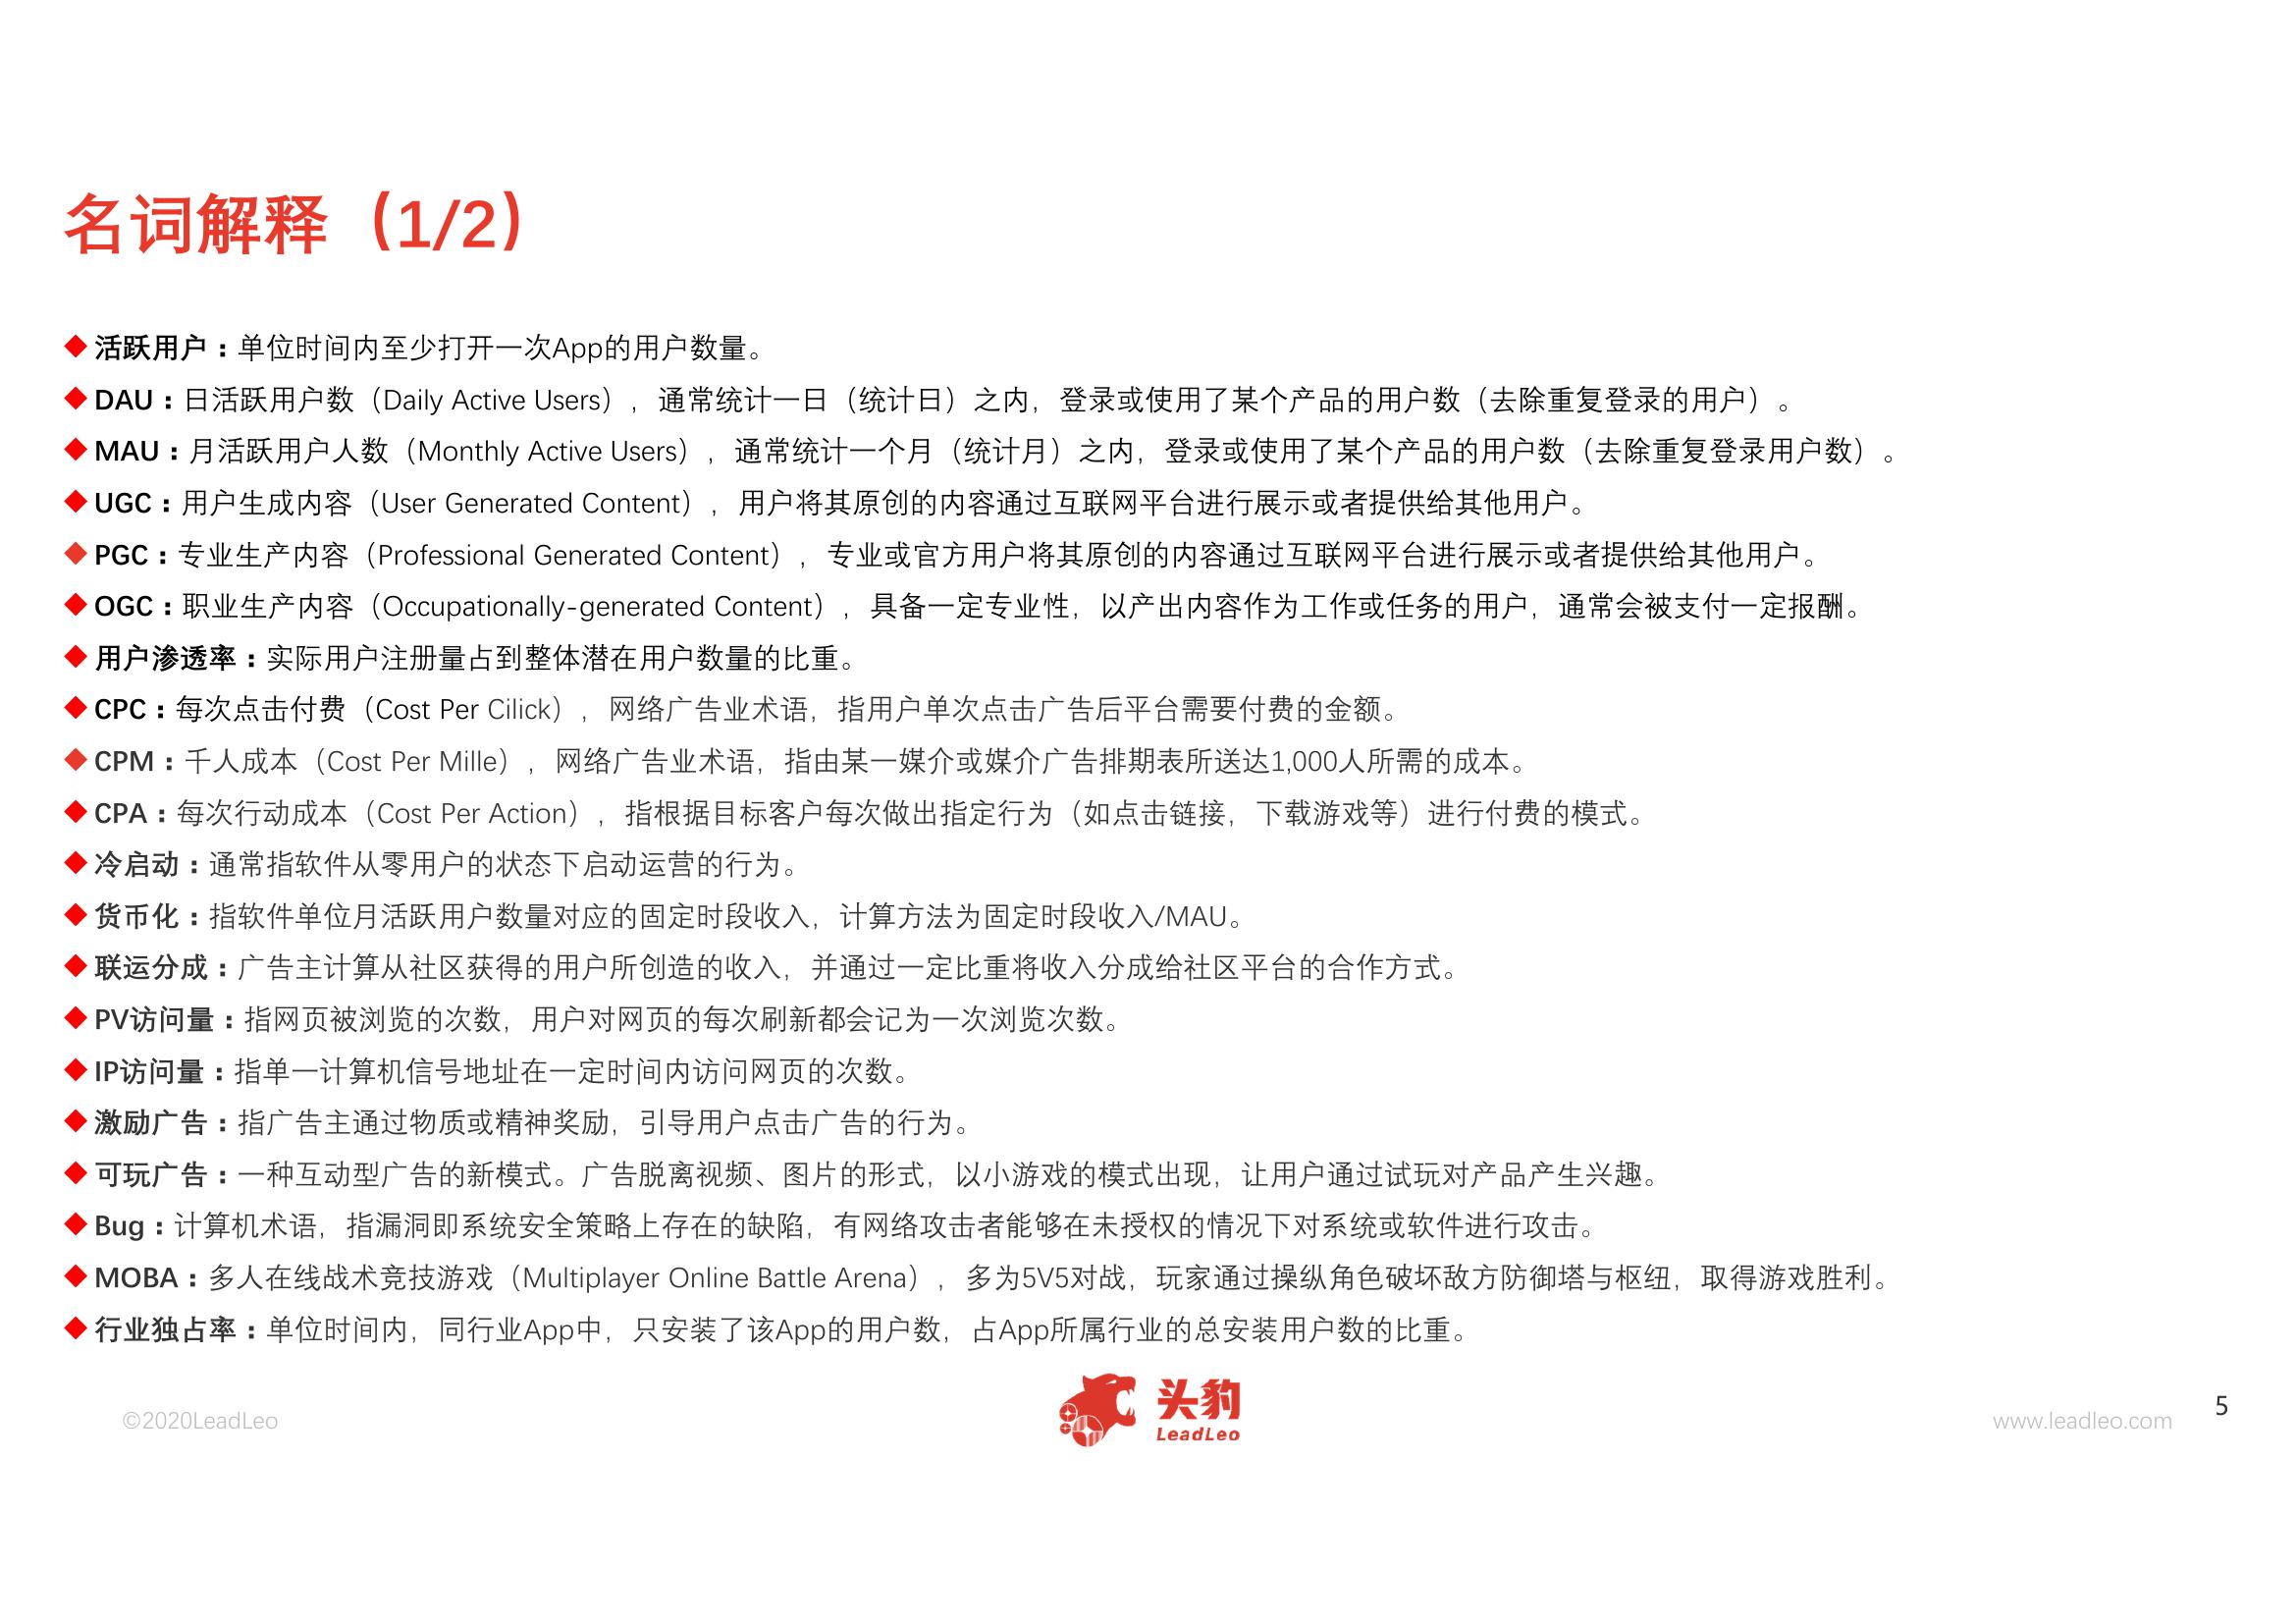 名词解释（1/2）
◆ 活跃用户：单位时间内至少打开一次App的用户数量。
◆ DAU：日活跃用户数（Daily Active Users），通常统计一日（统计日）之内，登录或使用了某个产品的用户数（去除重复登录的用户）。
◆ MAU：月活跃用户人数（Monthly Active Users），通常统计一个月（统计月）之内，登录或使用了某个产品的用户数（去除重复登录用户数）。
◆ UGC：用户生成内容（User Generated Content），用户将其原创的内容通过互联网平台进行展示或者提供给其他用户。
◆ PGC：专业生产内容（Professional Generated Content），专业或官方用户将其原创的内容通过互联网平台进行展示或者提供给其他用户。
◆ OGC：职业生产内容（Occupationally-generated Content），具备一定专业性，以产出内容作为工作或任务的用户，通常会被支付一定报酬。
◆ 用户渗透率：实际用户注册量占到整体潜在用户数量的比重。
◆ CPC：每次点击付费（Cost Per Cilick），网络广告业术语，指用户单次点击广告后平台需要付费的金额。
◆ CPM：千人成本（Cost Per Mille），网络广告业术语，指由某一媒介或媒介广告排期表所送达1,000人所需的成本。
◆ CPA：每次行动成本（Cost Per Action），指根据目标客户每次做出指定行为（如点击链接，下载游戏等）进行付费的模式。
◆ 冷启动：通常指软件从零用户的状态下启动运营的行为。
◆ 货币化：指软件单位月活跃用户数量对应的固定时段收入，计算方法为固定时段收入/MAU。
◆ 联运分成：广告主计算从社区获得的用户所创造的收入，并通过一定比重将收入分成给社区平台的合作方式。
◆ PV访问量：指网页被浏览的次数，用户对网页的每次刷新都会记为一次浏览次数。
◆ IP访问量：指单一计算机信号地址在一定时间内访问网页的次数。
◆ 激励广告：指广告主通过物质或精神奖励，引导用户点击广告的行为。
◆ 可玩广告：一种互动型广告的新模式。广告脱离视频、图片的形式，以小游戏的模式出现，让用户通过试玩对产品产生兴趣。
◆ Bug：计算机术语，指漏洞即系统安全策略上存在的缺陷，有网络攻击者能够在未授权的情况下对系统或软件进行攻击。
◆ MOBA：多人在线战术竞技游戏（Multiplayer Online Battle Arena），多为5V5对战，玩家通过操纵角色破坏敌方防御塔与枢纽，取得游戏胜利。
◆ 行业独占率：单位时间内，同行业App中，只安装了该App的用户数，占App所属行业的总安装用户数的比重。
©2020LeadLeo
头豹
LeadLeo
www.leadleo.com
5